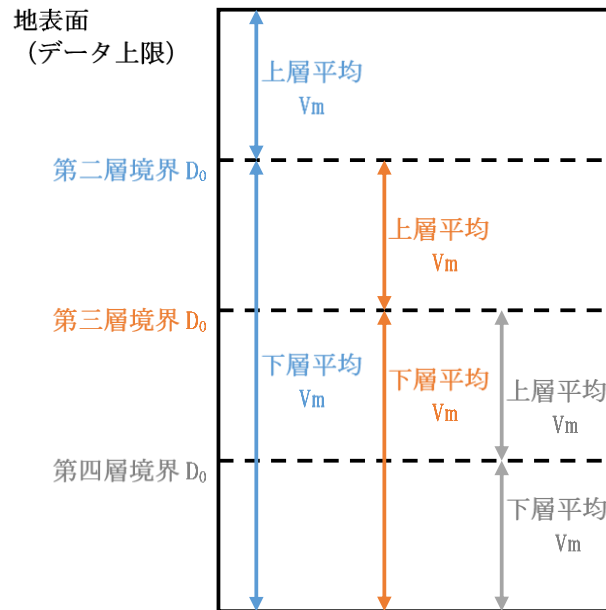 地表面
（データ上限）
上層平均
Vm
第二層境界 D₀
上層平均
Vm
第三層境界 D₀
下層平均
Vm
下層平均
Vm
上層平均
Vm
第四層境界 D₀
下層平均
Vm